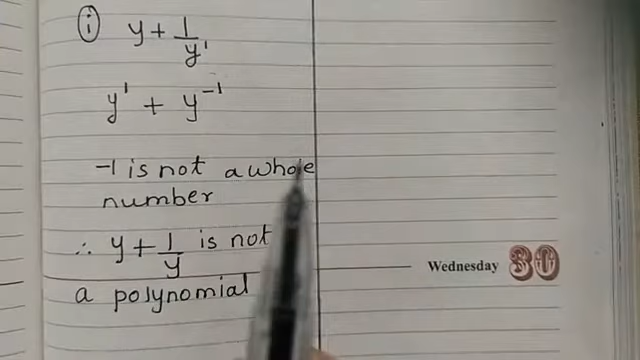 (i) y + 1/y¹
y¹ + y⁻¹
-1 is not a whole
number
∴ y + 1/y is not
a polynomial
Wednesday 30